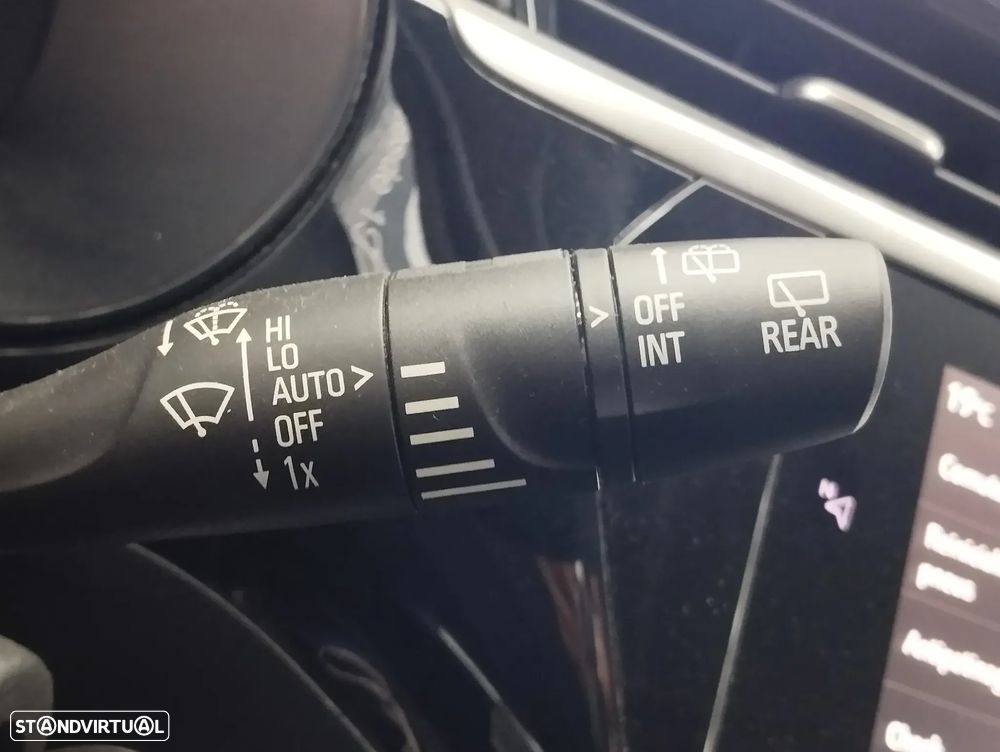 HI
LO
AUTO >
OFF
1x
>
OFF
INT
REAR
19°C
N
STANDVIRTUAL